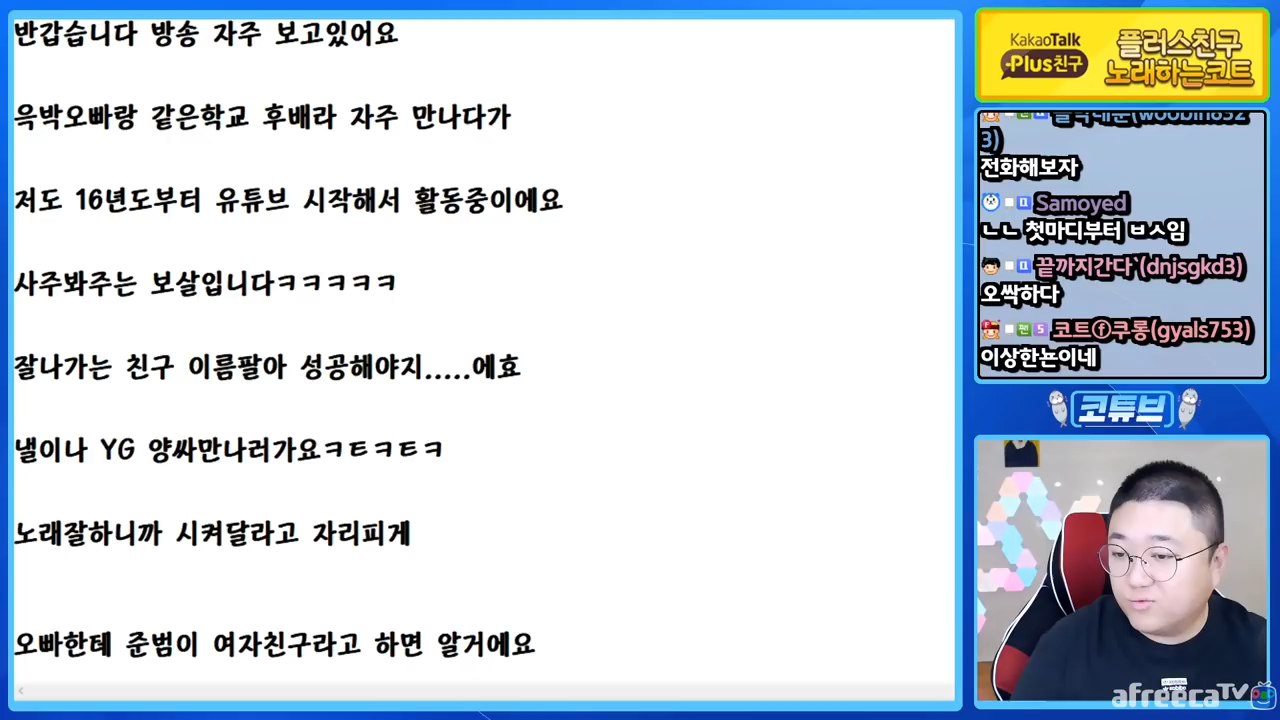 반갑습니다 방송 자주 보고있어요
윽박오빠랑 같은학교 후배라 자주 만나다가
저도 16년도부터 유튜브 시작해서 활동중이에요
사주봐주는 보살입니다ㅋㅋㅋㅋㅋ
잘나가는 친구 이름팔아 성공해야지.....에효
낼이나 YG 양싸만나러가요ㅋㅌㅋㅌㅋ
노래잘하니까 시켜달라고 자리피게
오빠한테 준범이 여자친구라고 하면 알거에요
KakaoTalk
Plus친구
플러스친구
노래하는코트
3)
전화해보자
Samoyed
ㄴㄴ 첫마디부터 ㅂㅅ임
끝까지간다`(dnjsgkd3)
오싹하다
팬 5 코트ⓕ쿠롱(gyals753)
이상한뇬이네
코튜브
afreecaTV